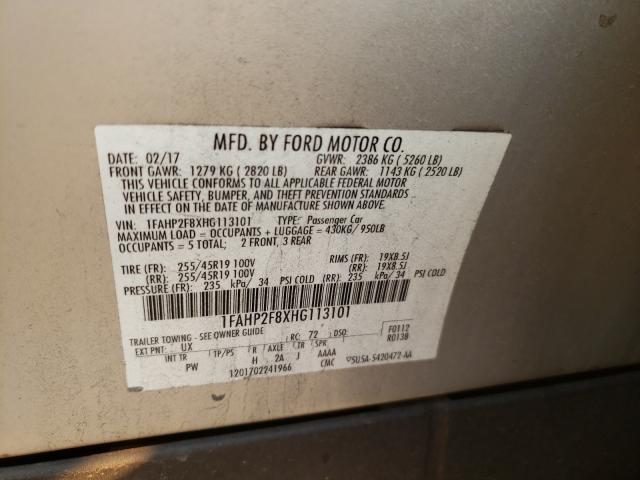 MFD. BY FORD MOTOR CO.
DATE: 02/17 GVWR: 2386 KG ( 5260 LB)
FRONT GAWR: 1279 KG ( 2820 LB) REAR GAWR: 1143 KG ( 2520 LB)
THIS VEHICLE CONFORMS TO ALL APPLICABLE FEDERAL MOTOR
VEHICLE SAFETY, BUMPER, AND THEFT PREVENTION STANDARDS
IN EFFECT ON THE DATE OF MANUFACTURE SHOWN ABOVE.
VIN: 1FAHP2F8XHG113101 TYPE: Passenger Car
MAXIMUM LOAD = OCCUPANTS + LUGGAGE = 430KG/ 950LB
OCCUPANTS = 5 TOTAL; 2 FRONT, 3 REAR
TIRE (FR): 255/45R19 100V RIMS (FR): 19X8.5J
(RR): 255/45R19 100V (RR): 19X8.5J
PRESSURE (FR): 235 kPa/ 34 PSI COLD (RR): 235 kPa/ 34 PSI COLD
1FAHP2F8XHG113101
TRAILER TOWING - SEE OWNER GUIDE RC: 72 DSO: F0112
EXT PNT: UX R0138
INT TR TP/PS R AXLE TR SPR
PW H 2A J AAAA
CMC
1201702241966